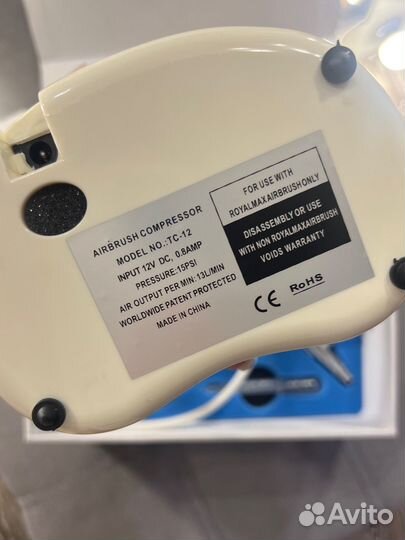 AIRBRUSH COMPRESSOR
MODEL NO.: TC-12
INPUT 12V DC, 0.8AMP
PRESSURE:15PSI
AIR OUTPUT PER MIN: 13L/MIN
WORLDWIDE PATENT PROTECTED
MADE IN CHINA
FOR USE WITH
ROYALMAXAIRBRUSHONLY
DISASSEMBLY OR USE
WITH NON ROYALMAXAIRBRUSH
VOIDS WARRANTY
CE RoHS
Avito